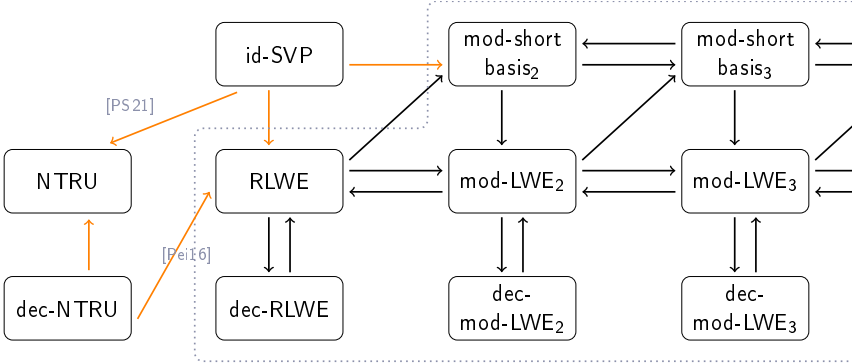 id-SVP
mod-short
basis₂
mod-short
basis₃
[PS21]
NTRU
RLWE
mod-LWE₂
mod-LWE₃
[Pei16]
dec-NTRU
dec-RLWE
dec-
mod-LWE₂
dec-
mod-LWE₃